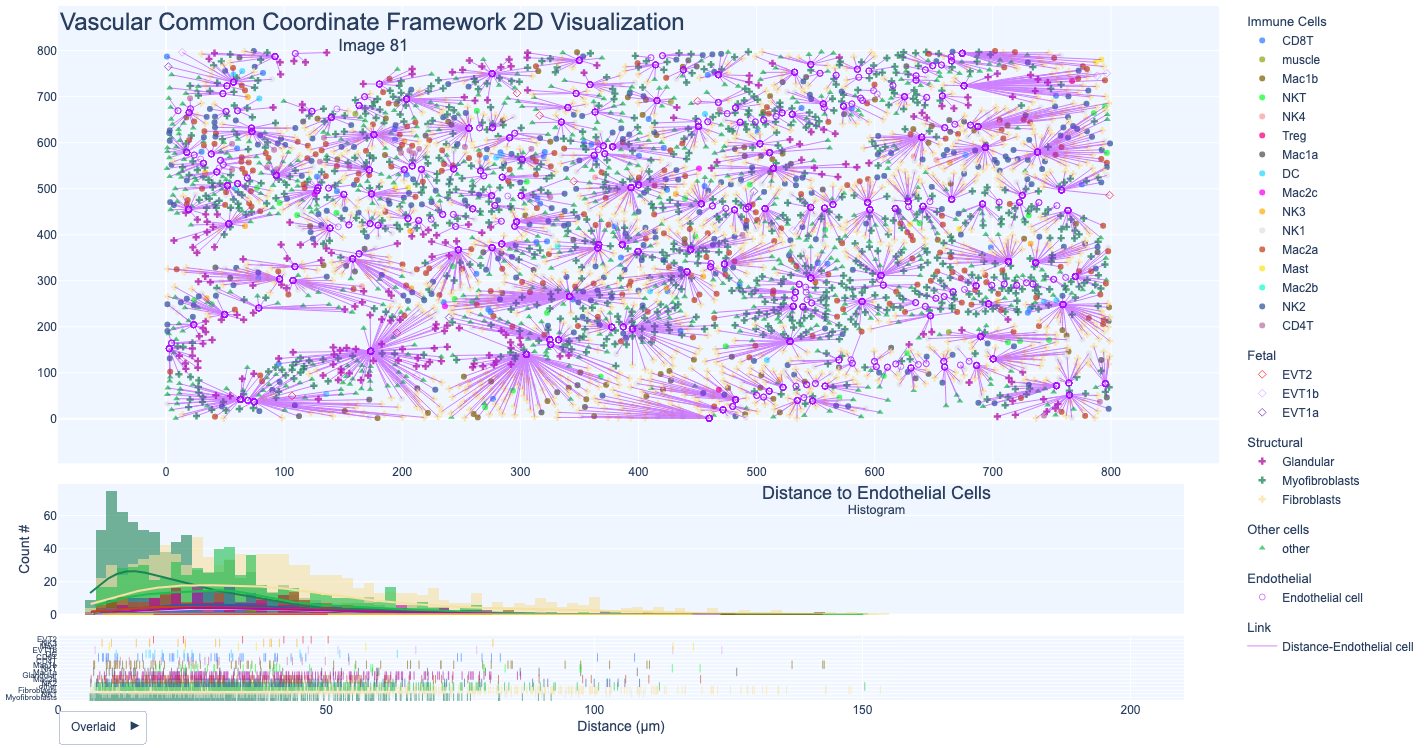 Vascular Common Coordinate Framework 2D Visualization
Image 81
800
700
600
500
400
300
200
100
0
0 100 200 300 400 500 600 700 800
Immune Cells
CD8T
muscle
Mac1b
NKT
NK4
Treg
Mac1a
DC
Mac2c
NK3
NK1
Mac2a
Mast
Mac2b
NK2
CD4T
Fetal
EVT2
EVT1b
EVT1a
Structural
Glandular
Myofibroblasts
Fibroblasts
Other cells
other
Endothelial
Endothelial cell
Link
Distance-Endothelial cell
Distance to Endothelial Cells
Histogram
Count #
60
40
20
0
EVT2
Fibroblasts
Myofibroblasts
0 50 100 150 200
Distance (μm)
Overlaid ►